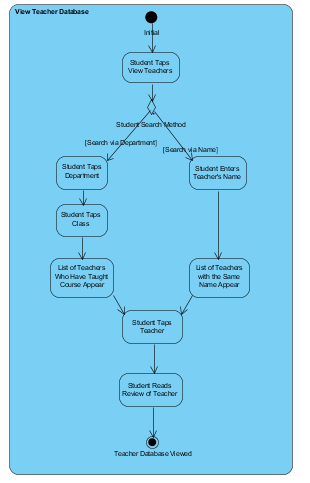 View Teacher Database
Initial
Student Taps
View Teachers
Student Search Method
[Search via Department]
[Search via Name]
Student Taps
Department
Student Enters
Teacher's Name
Student Taps
Class
List of Teachers
Who Have Taught
Course Appear
List of Teachers
with the Same
Name Appear
Student Taps
Teacher
Student Reads
Review of Teacher
Teacher Database Viewed